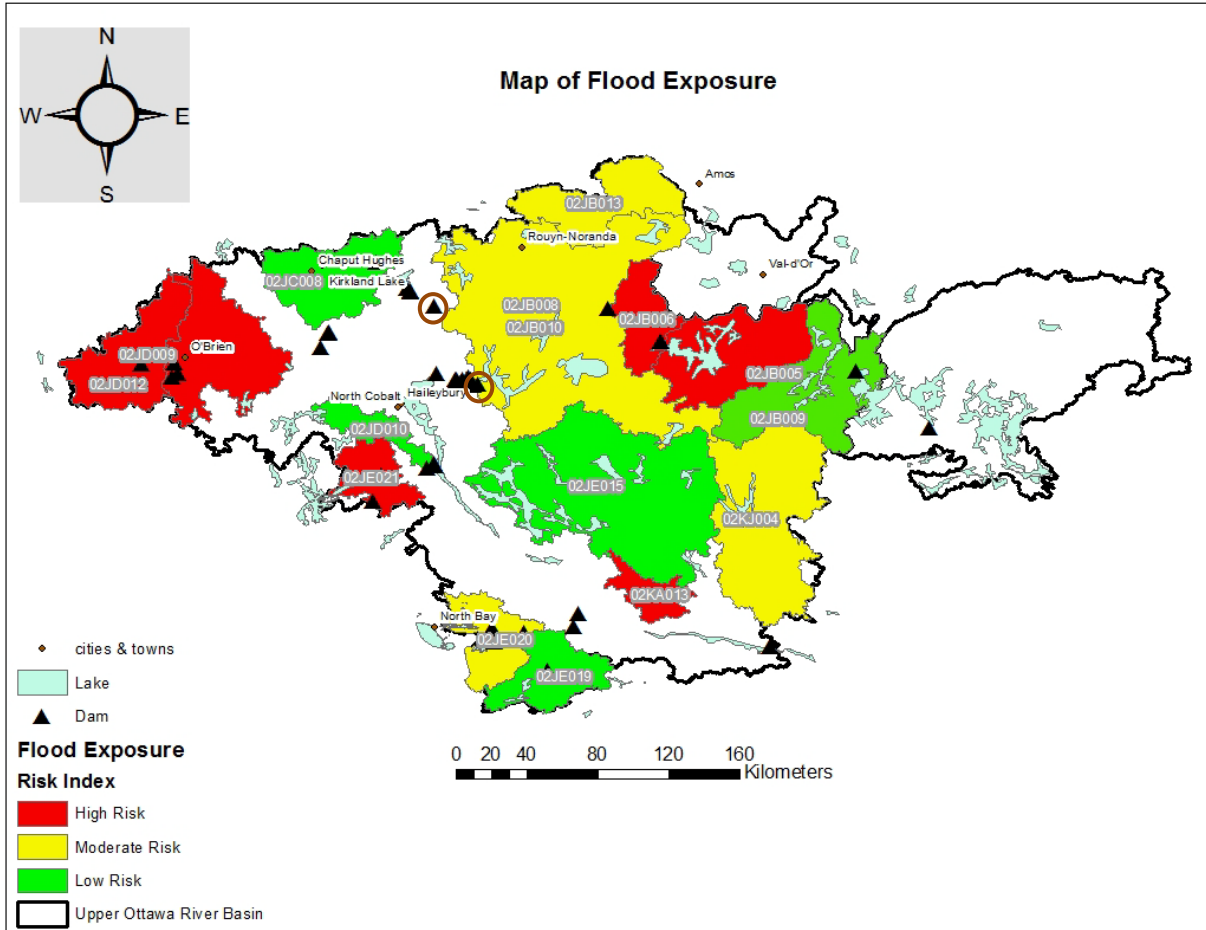 N
W E
S
Map of Flood Exposure
Amos
02JB013
Rouyn-Noranda
Chaput Hughes
Val-d'Or
02JC008
Kirkland Lake
02JB008
02JB006
02JB010
O'Brien
02JD009
02JB005
02JD012
North Cobalt
Haileybury
02JB009
02JD010
02JE021
02JE015
02KJ004
02KA013
North Bay
02JE020
02JE019
cities & towns
Lake
Dam
Flood Exposure
Risk Index
High Risk
Moderate Risk
Low Risk
Upper Ottawa River Basin
0 20 40 80 120 160
Kilometers